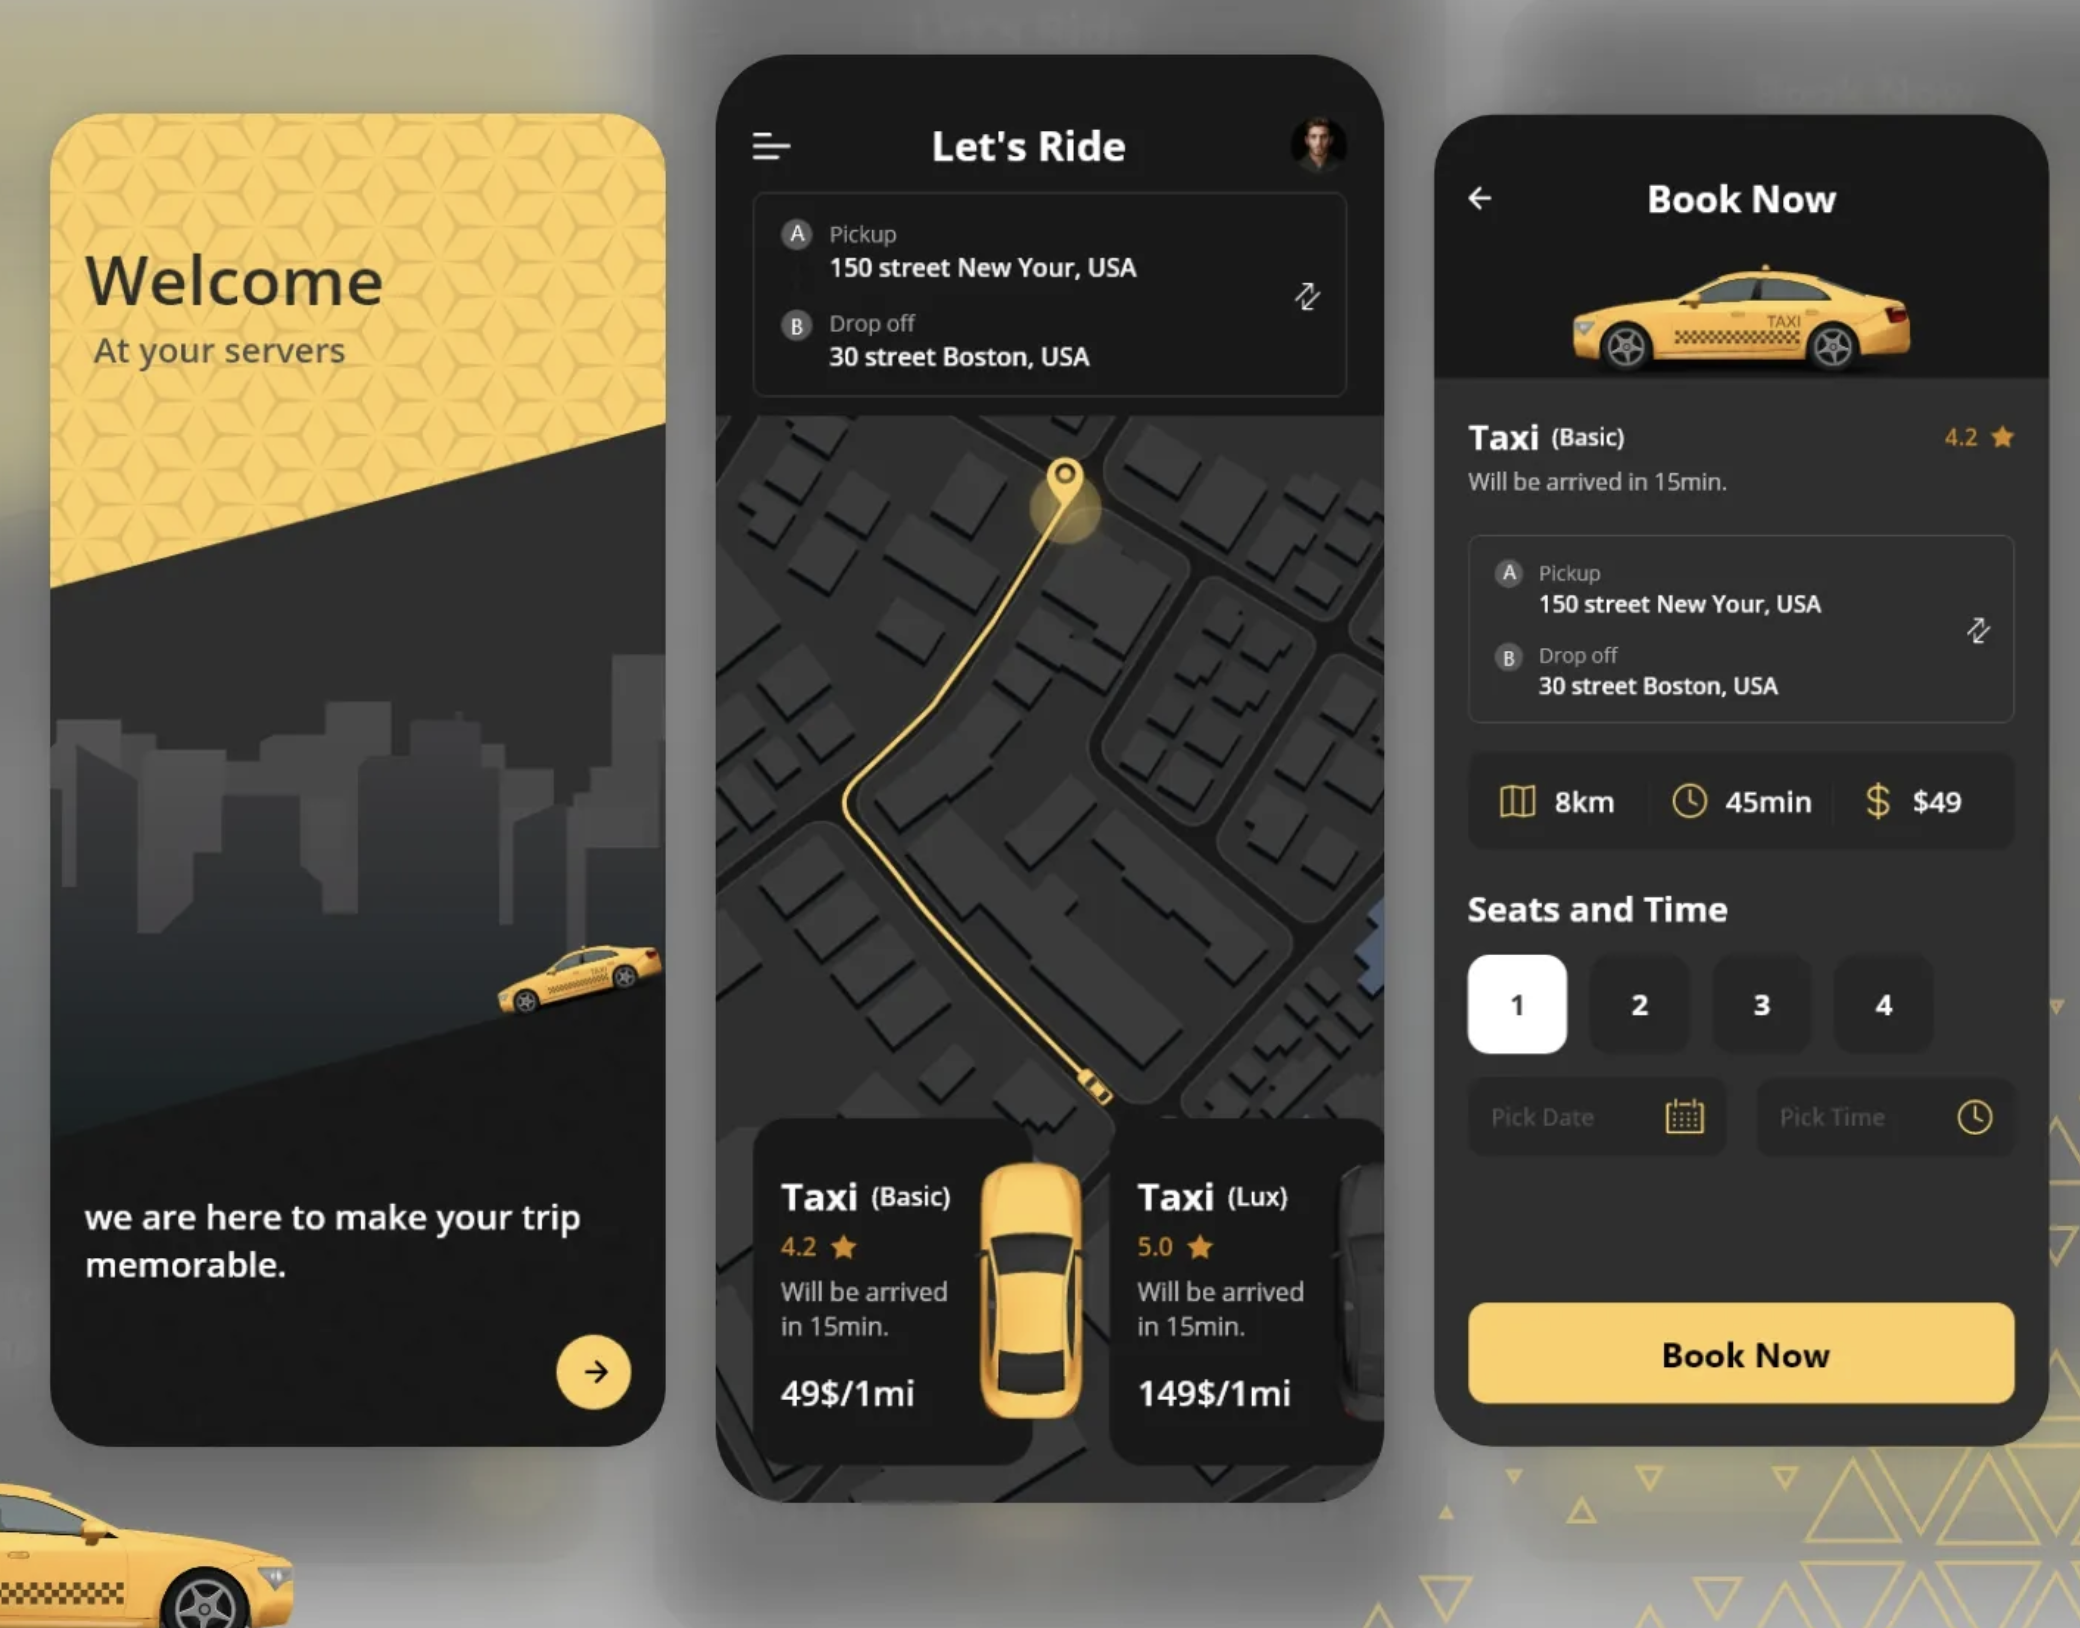 Welcome
At your servers
we are here to make your trip
memorable.
Let's Ride
A Pickup
150 street New Your, USA
B Drop off
30 street Boston, USA
Taxi (Basic)
4.2
Will be arrived
in 15min.
49$/1mi
Taxi (Lux)
5.0
Will be arrived
in 15min.
149$/1mi
Book Now
TAXI
Taxi (Basic) 4.2
Will be arrived in 15min.
A Pickup
150 street New Your, USA
B Drop off
30 street Boston, USA
8km 45min $ $49
Seats and Time
1 2 3 4
Pick Date Pick Time
Book Now